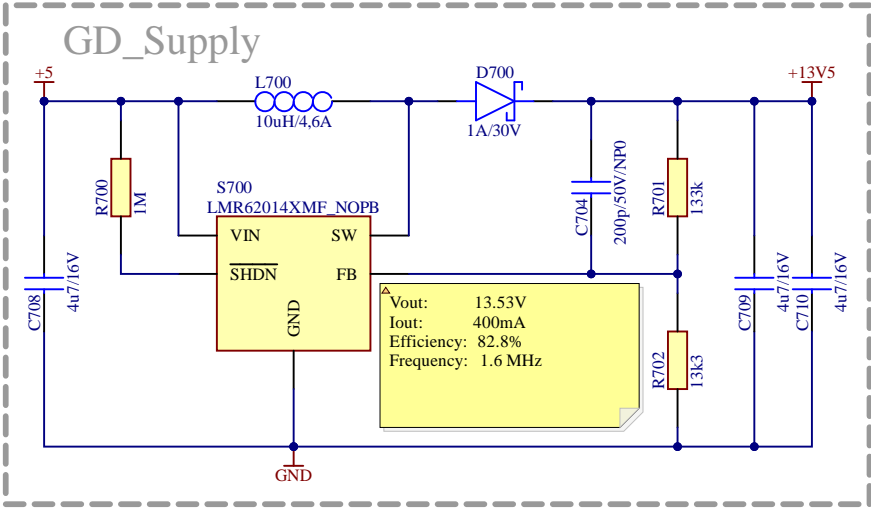 GD_Supply
+5
L700
10uH/4,6A
D700
1A/30V
+13V5
R700
1M
S700
LMR62014XMF_NOPB
VIN
SW
SHDN
FB
GND
C704
200p/50V/NP0
R701
133k
C708
4u7/16V
Vout: 13.53V
Iout: 400mA
Efficiency: 82.8%
Frequency: 1.6 MHz
R702
13k3
C709
4u7/16V
C710
4u7/16V
GND